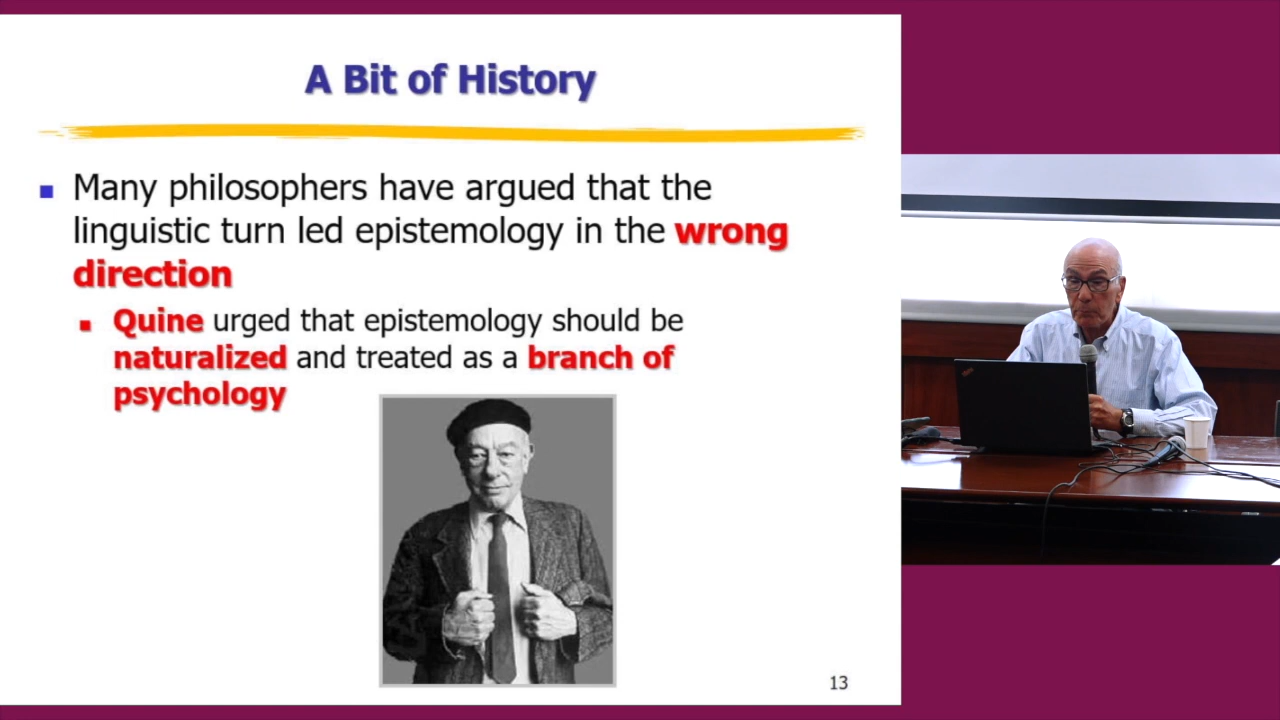 A Bit of History
Many philosophers have argued that the
linguistic turn led epistemology in the wrong
direction
Quine urged that epistemology should be
naturalized and treated as a branch of
psychology
13